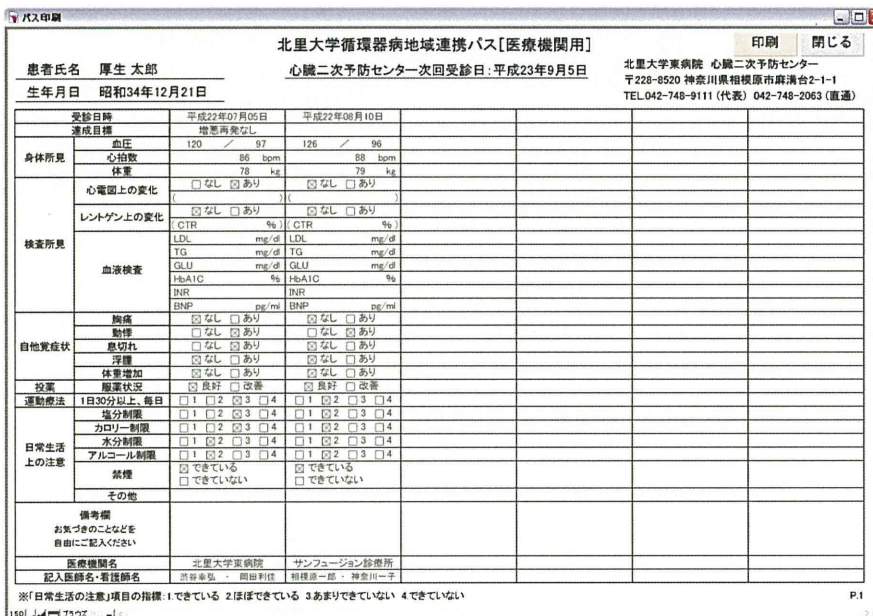 パス印刷
北里大学循環器病地域連携パス[医療機関用]
印刷 閉じる
患者氏名 厚生 太郎
心臓二次予防センター次回受診日:平成23年9月5日
北里大学東病院 心臓二次予防センター
〒228-8520 神奈川県相模原市麻溝台2-1-1
生年月日 昭和34年12月21日
TEL.042-748-9111(代表) 042-748-2063(直通)
受診日時 平成22年07月05日 平成22年08月10日
達成目標 増悪再発なし
身体所見
血圧 120 / 97 126 / 96
心拍数 86 bpm 88 bpm
体重 78 kg 79 kg
検査所見
心電図上の変化 □なし ☒あり ☒なし □あり
( )( )
レントゲン上の変化 ☒なし □あり ☒なし □あり
(CTR %)(CTR %)
血液検査
LDL mg/dl LDL mg/dl
TG mg/dl TG mg/dl
GLU mg/dl GLU mg/dl
HbA1C % HbA1C %
INR INR
BNP pg/ml BNP pg/ml
自他覚症状
胸痛 ☒なし □あり ☒なし □あり
動悸 □なし ☒あり □なし ☒あり
息切れ □なし ☒あり ☒なし □あり
浮腫 ☒なし □あり ☒なし □あり
体重増加 ☒なし □あり ☒なし □あり
投薬 服薬状況 ☒良好 □改善 ☒良好 □改善
運動療法 1日30分以上、毎日 □1 □2 ☒3 □4 □1 ☒2 □3 □4
日常生活上の注意
塩分制限 □1 □2 ☒3 □4 □1 ☒2 □3 □4
カロリー制限 □1 □2 ☒3 □4 □1 ☒2 □3 □4
水分制限 □1 ☒2 □3 □4 □1 ☒2 □3 □4
アルコール制限 □1 ☒2 □3 □4 □1 ☒2 □3 □4
禁煙 ☒できている ☒できている
□できていない □できていない
その他
備考欄
お気づきのことなどを
自由にご記入ください
医療機関名 北里大学東病院 サンフュージョン診療所
記入医師名・看護師名 渋谷幸弘 ・ 岡田利佳 相模原一郎 ・ 神奈川一子
※「日常生活の注意」項目の指標:1.できている 2.ほぼできている 3.あまりできていない 4.できていない
P.1